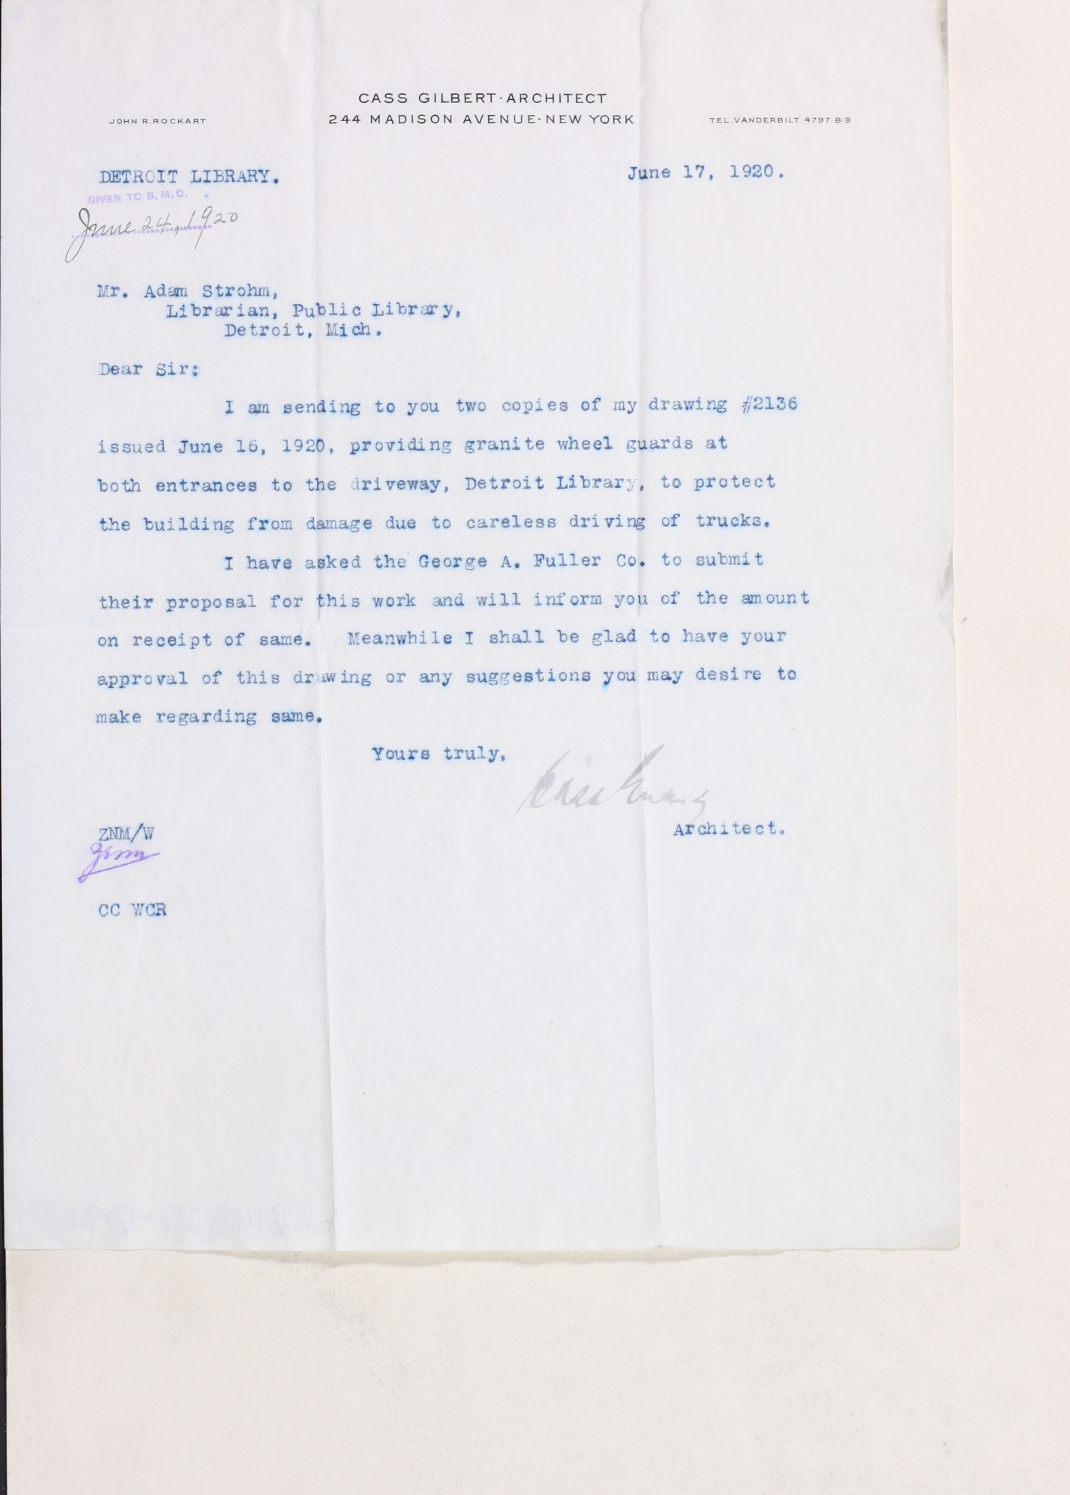 CASS GILBERT·ARCHITECT
244 MADISON AVENUE·NEW YORK
JOHN R. ROCKART
TEL. VANDERBILT 4797-8-9
DETROIT LIBRARY.
June 17, 1920.
GIVEN TO B. M. C.
June 24, 1920
Mr. Adam Strohm,
Librarian, Public Library,
Detroit, Mich.
Dear Sir:
I am sending to you two copies of my drawing #2136
issued June 16, 1920, providing granite wheel guards at
both entrances to the driveway, Detroit Library, to protect
the building from damage due to careless driving of trucks.
I have asked the George A. Fuller Co. to submit
their proposal for this work and will inform you of the amount
on receipt of same. Meanwhile I shall be glad to have your
approval of this drawing or any suggestions you may desire to
make regarding same.
Yours truly,
Cass Gilbert
Architect.
ZNM/W
CC WCR